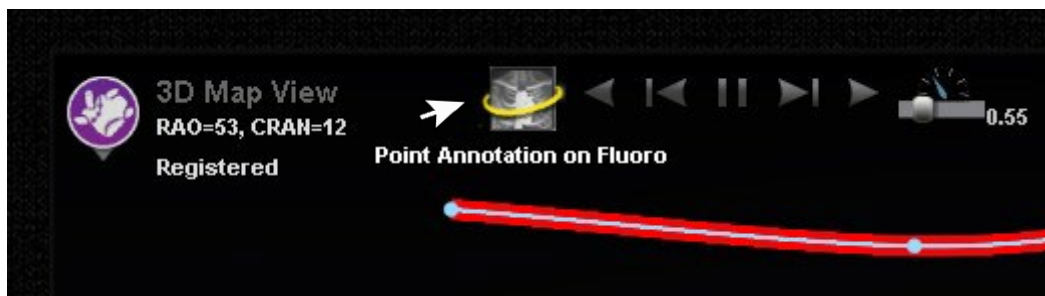 3D Map View
RAO=53, CRAN=12
Registered
Point Annotation on Fluoro
0.55